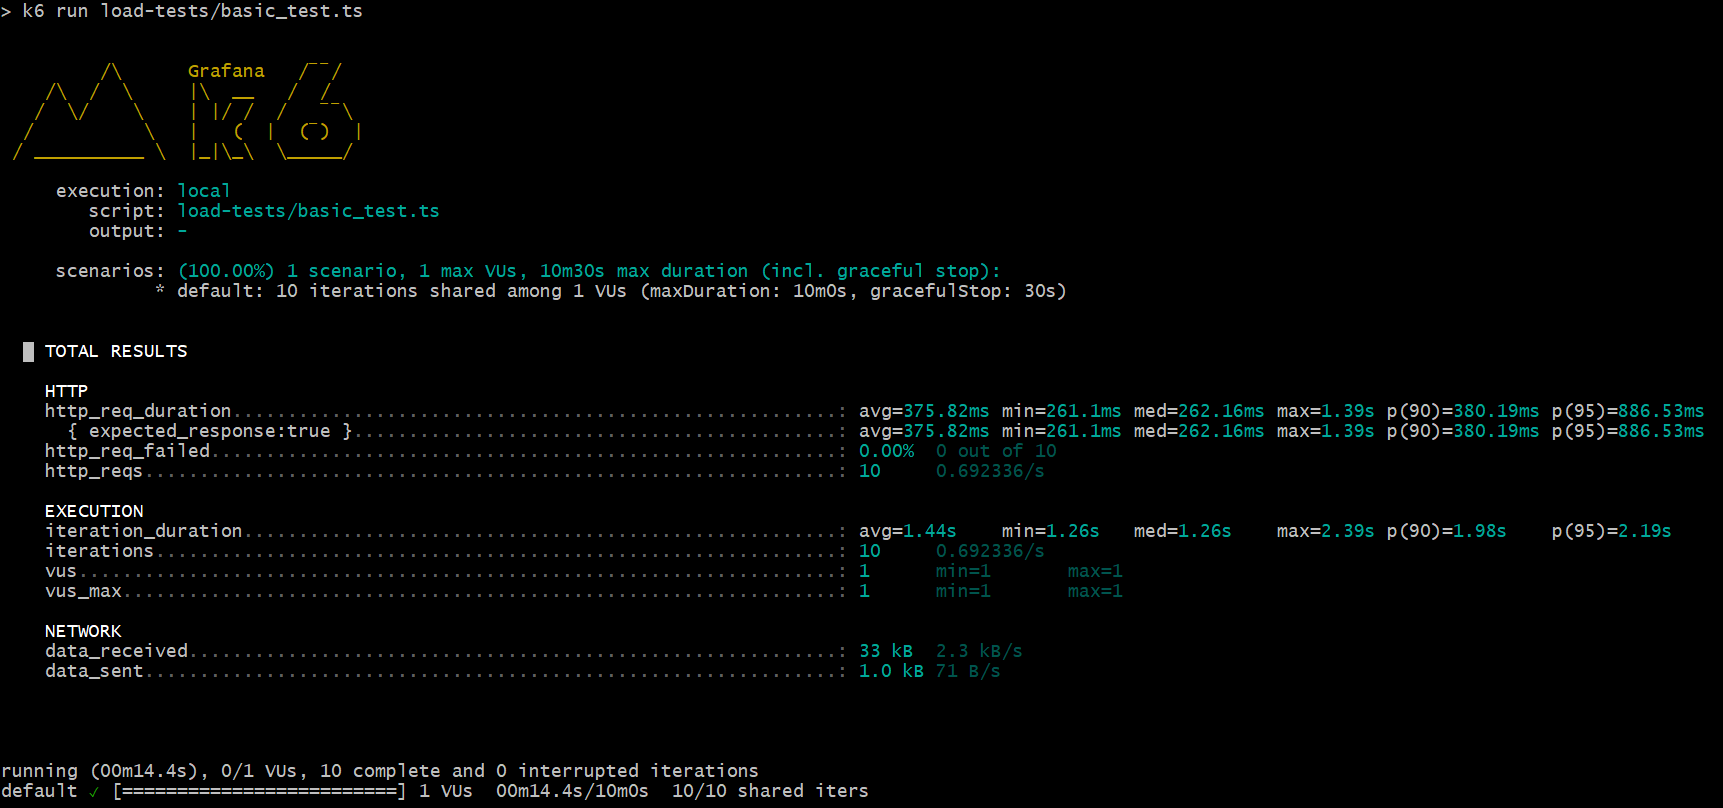 > k6 run load-tests/basic_test.ts
         /\      Grafana   /‾‾/
    /\  /  \     |\  __   /  /
   /  \/    \    | |/ /  /   ‾‾\
  /          \   |   (  |  (‾)  |
 / __________ \  |_|\_\  \_____/
     execution: local
        script: load-tests/basic_test.ts
        output: -
     scenarios: (100.00%) 1 scenario, 1 max VUs, 10m30s max duration (incl. graceful stop):
              * default: 10 iterations shared among 1 VUs (maxDuration: 10m0s, gracefulStop: 30s)
  █ TOTAL RESULTS
    HTTP
    http_req_duration.......................................................: avg=375.82ms min=261.1ms med=262.16ms max=1.39s p(90)=380.19ms p(95)=886.53ms
      { expected_response:true }............................................: avg=375.82ms min=261.1ms med=262.16ms max=1.39s p(90)=380.19ms p(95)=886.53ms
    http_req_failed.........................................................: 0.00%  0 out of 10
    http_reqs...............................................................: 10     0.692336/s
    EXECUTION
    iteration_duration......................................................: avg=1.44s    min=1.26s   med=1.26s    max=2.39s p(90)=1.98s    p(95)=2.19s
    iterations..............................................................: 10     0.692336/s
    vus.....................................................................: 1      min=1       max=1
    vus_max.................................................................: 1      min=1       max=1
    NETWORK
    data_received...........................................................: 33 kB  2.3 kB/s
    data_sent...............................................................: 1.0 kB 71 B/s
running (00m14.4s), 0/1 VUs, 10 complete and 0 interrupted iterations
default ✓ [=========================] 1 VUs  00m14.4s/10m0s  10/10 shared iters